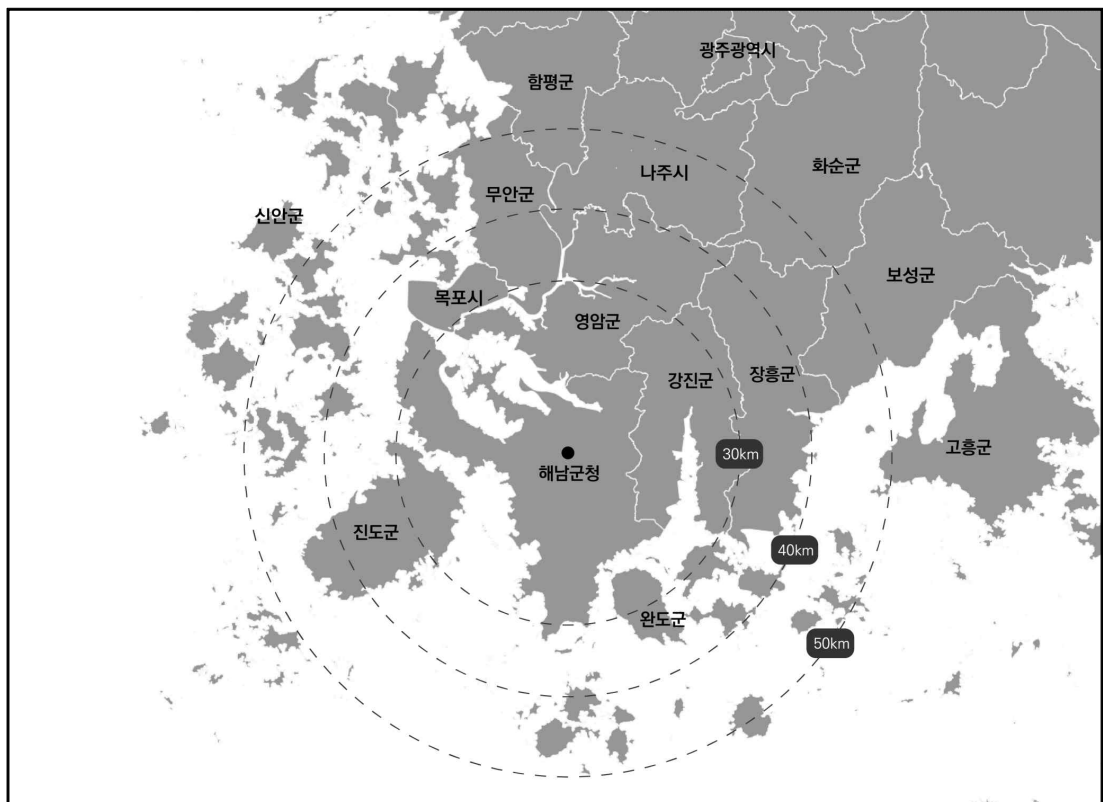 광주광역시
함평군
나주시
화순군
무안군
신안군
보성군
목포시
영암군
강진군
장흥군
고흥군
30km
해남군청
진도군
40km
완도군
50km